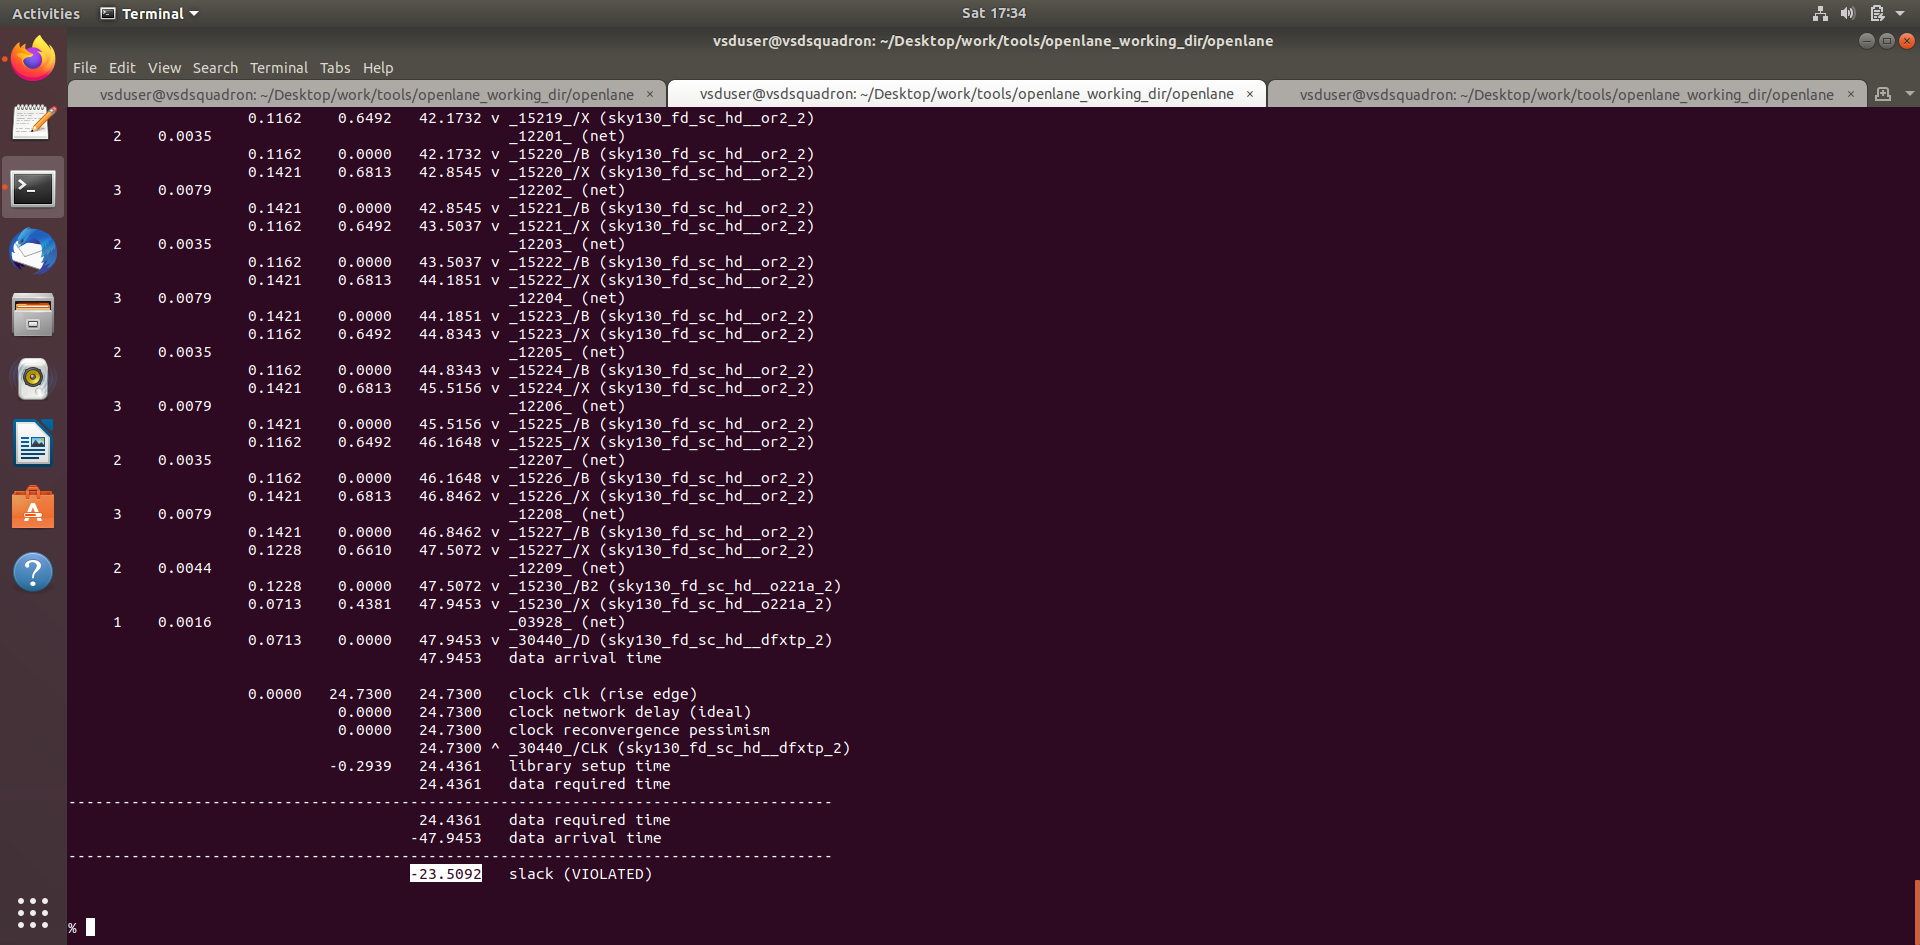 Activities Terminal Sat 17:34
vsduser@vsdsquadron: ~/Desktop/work/tools/openlane_working_dir/openlane
File Edit View Search Terminal Tabs Help
vsduser@vsdsquadron: ~/Desktop/work/tools/openlane_working_dir/openlane × vsduser@vsdsquadron: ~/Desktop/work/tools/openlane_working_dir/openlane × vsduser@vsdsquadron: ~/Desktop/work/tools/openlane_working_dir/openlane ×
0.1162 0.6492 42.1732 v _15219_/X (sky130_fd_sc_hd__or2_2)
2 0.0035 _12201_ (net)
0.1162 0.0000 42.1732 v _15220_/B (sky130_fd_sc_hd__or2_2)
0.1421 0.6813 42.8545 v _15220_/X (sky130_fd_sc_hd__or2_2)
3 0.0079 _12202_ (net)
0.1421 0.0000 42.8545 v _15221_/B (sky130_fd_sc_hd__or2_2)
0.1162 0.6492 43.5037 v _15221_/X (sky130_fd_sc_hd__or2_2)
2 0.0035 _12203_ (net)
0.1162 0.0000 43.5037 v _15222_/B (sky130_fd_sc_hd__or2_2)
0.1421 0.6813 44.1851 v _15222_/X (sky130_fd_sc_hd__or2_2)
3 0.0079 _12204_ (net)
0.1421 0.0000 44.1851 v _15223_/B (sky130_fd_sc_hd__or2_2)
0.1162 0.6492 44.8343 v _15223_/X (sky130_fd_sc_hd__or2_2)
2 0.0035 _12205_ (net)
0.1162 0.0000 44.8343 v _15224_/B (sky130_fd_sc_hd__or2_2)
0.1421 0.6813 45.5156 v _15224_/X (sky130_fd_sc_hd__or2_2)
3 0.0079 _12206_ (net)
0.1421 0.0000 45.5156 v _15225_/B (sky130_fd_sc_hd__or2_2)
0.1162 0.6492 46.1648 v _15225_/X (sky130_fd_sc_hd__or2_2)
2 0.0035 _12207_ (net)
0.1162 0.0000 46.1648 v _15226_/B (sky130_fd_sc_hd__or2_2)
0.1421 0.6813 46.8462 v _15226_/X (sky130_fd_sc_hd__or2_2)
3 0.0079 _12208_ (net)
0.1421 0.0000 46.8462 v _15227_/B (sky130_fd_sc_hd__or2_2)
0.1228 0.6610 47.5072 v _15227_/X (sky130_fd_sc_hd__or2_2)
2 0.0044 _12209_ (net)
0.1228 0.0000 47.5072 v _15230_/B2 (sky130_fd_sc_hd__o221a_2)
0.0713 0.4381 47.9453 v _15230_/X (sky130_fd_sc_hd__o221a_2)
1 0.0016 _03928_ (net)
0.0713 0.0000 47.9453 v _30440_/D (sky130_fd_sc_hd__dfxtp_2)
47.9453 data arrival time
0.0000 24.7300 24.7300 clock clk (rise edge)
0.0000 24.7300 clock network delay (ideal)
0.0000 24.7300 clock reconvergence pessimism
24.7300 ^ _30440_/CLK (sky130_fd_sc_hd__dfxtp_2)
-0.2939 24.4361 library setup time
24.4361 data required time
-------------------------------------------------------------------------------------
24.4361 data required time
-47.9453 data arrival time
-------------------------------------------------------------------------------------
-23.5092 slack (VIOLATED)
%